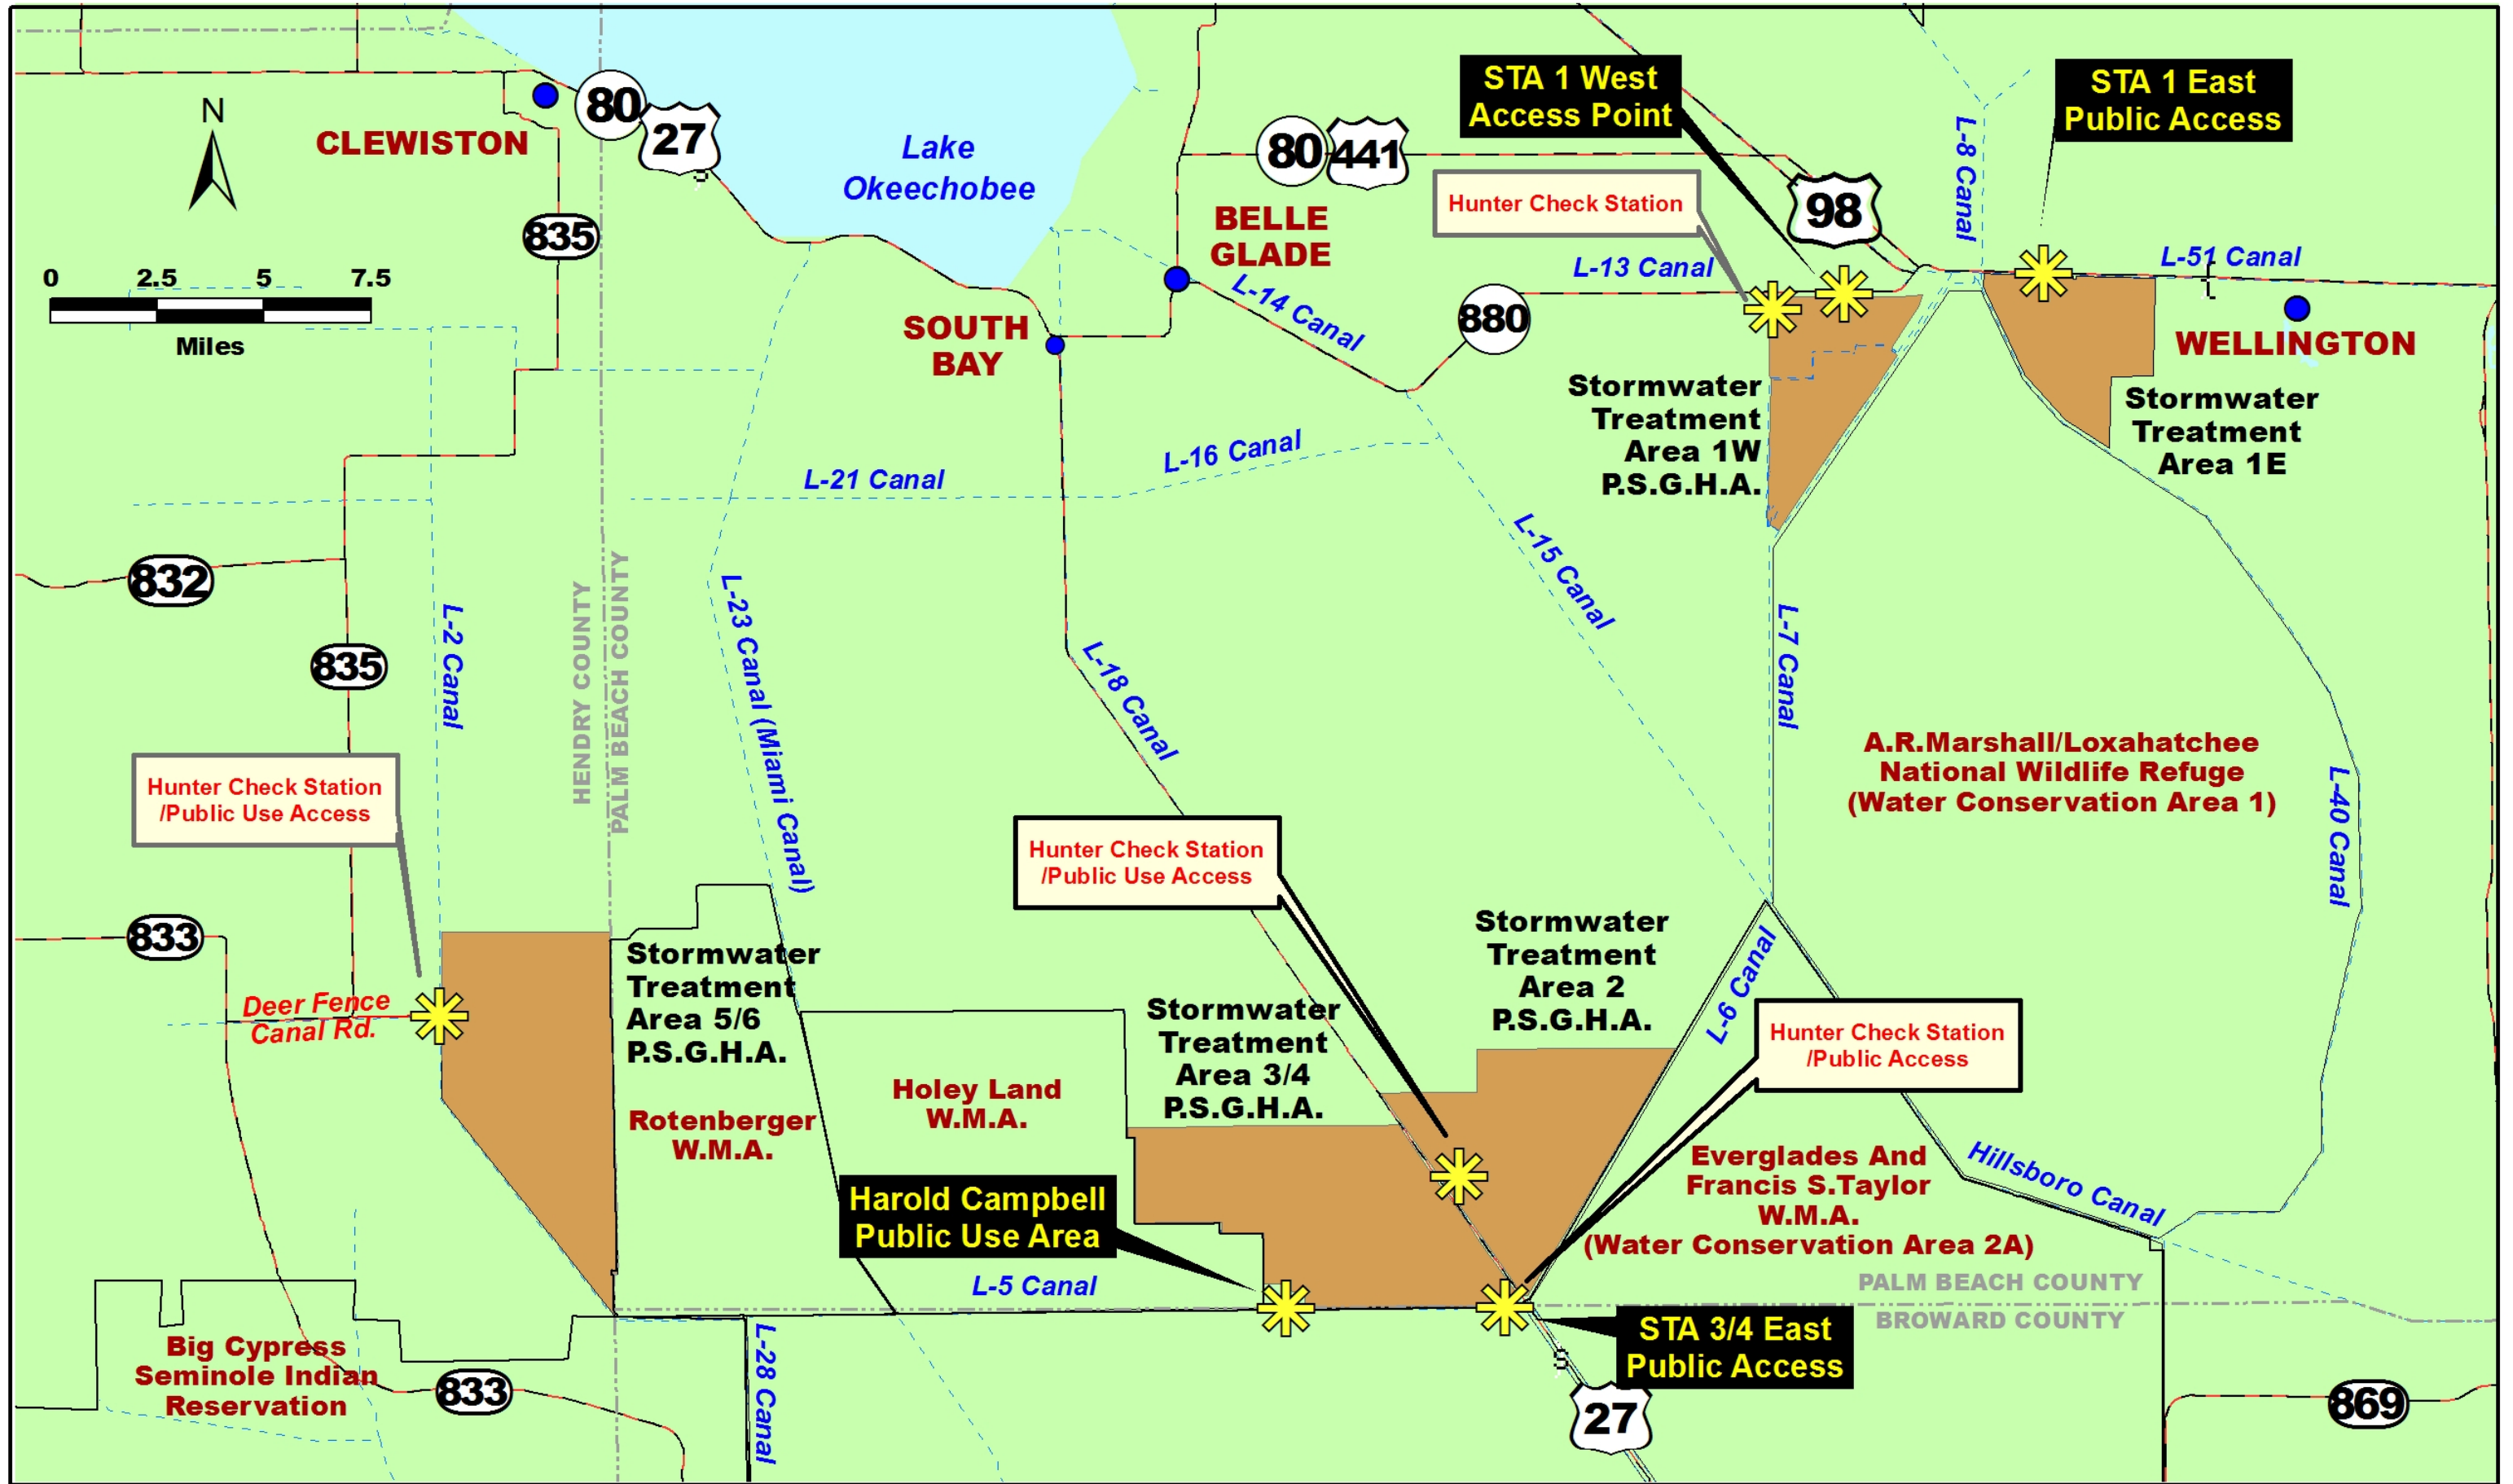 STA 1 West
Access Point
STA 1 East
Public Access
80
27
CLEWISTON
N
Lake
Okeechobee
80
441
98
L-8 Canal
Hunter Check Station
BELLE
GLADE
835
0 2.5 5 7.5
Miles
L-13 Canal
L-51 Canal
L-14 Canal
880
SOUTH
BAY
WELLINGTON
Stormwater
Treatment
Area 1W
P.S.G.H.A.
Stormwater
Treatment
Area 1E
L-16 Canal
L-21 Canal
L-15 Canal
832
HENDRY COUNTY
PALM BEACH COUNTY
L-2 Canal
L-23 Canal (Miami Canal)
L-7 Canal
835
L-18 Canal
A.R.Marshall/Loxahatchee
National Wildlife Refuge
(Water Conservation Area 1)
L-40 Canal
Hunter Check Station
/Public Use Access
Hunter Check Station
/Public Use Access
833
Stormwater
Treatment
Area 5/6
P.S.G.H.A.
Stormwater
Treatment
Area 2
P.S.G.H.A.
L-6 Canal
Deer Fence
Canal Rd.
Stormwater
Treatment
Area 3/4
P.S.G.H.A.
Hunter Check Station
/Public Access
Holey Land
W.M.A.
Rotenberger
W.M.A.
Everglades And
Francis S.Taylor
W.M.A.
(Water Conservation Area 2A)
Hillsboro Canal
Harold Campbell
Public Use Area
L-5 Canal
PALM BEACH COUNTY
BROWARD COUNTY
STA 3/4 East
Public Access
Big Cypress
Seminole Indian
Reservation
833
L-28 Canal
27
869